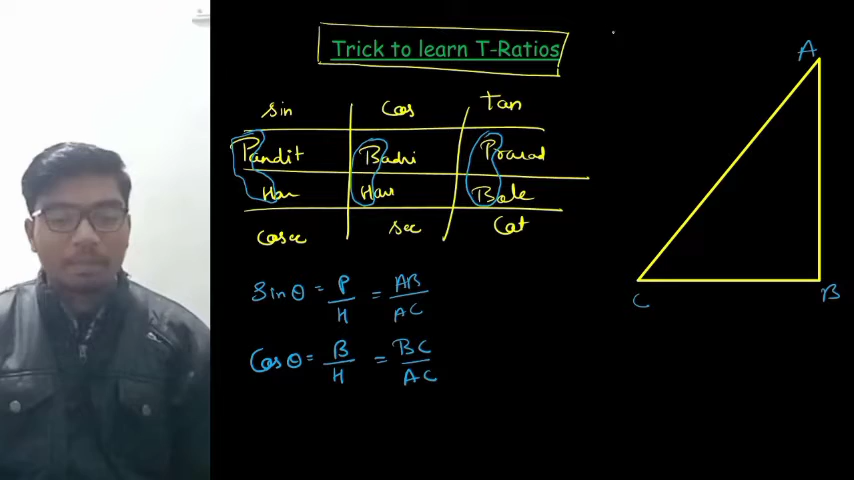 Trick to learn T-Ratios
sin cos tan
Pandit Badri Prasad
Har Har Bole
cosec sec Cot
Sin θ = P/H = AB/AC
Cos θ = B/H = BC/AC
A
C B